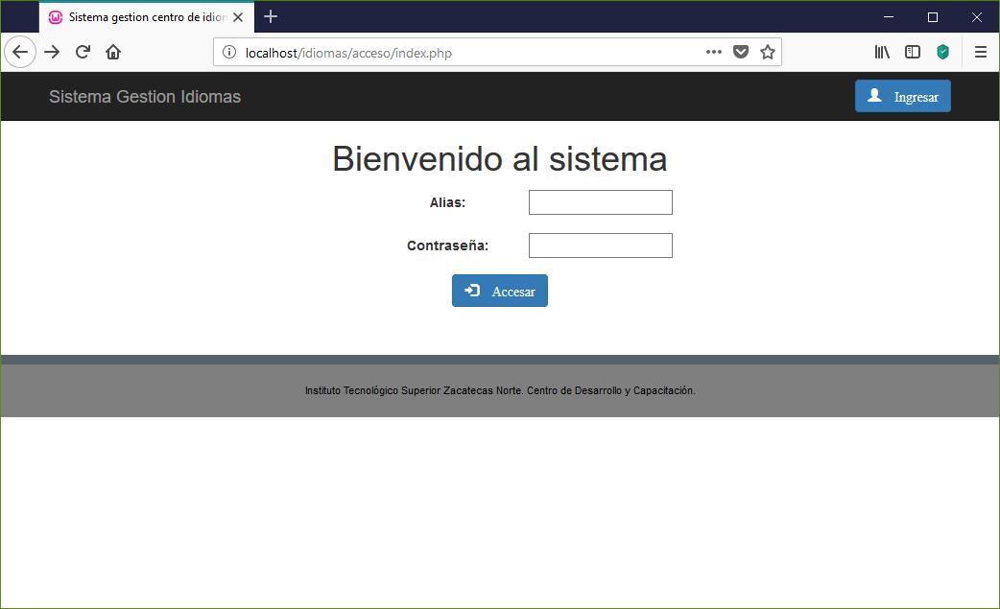 Sistema gestion centro de idion
localhost/idiomas/acceso/index.php
Sistema Gestion Idiomas
Ingresar
Bienvenido al sistema
Alias:
Contraseña:
Accesar
Instituto Tecnológico Superior Zacatecas Norte. Centro de Desarrollo y Capacitación.